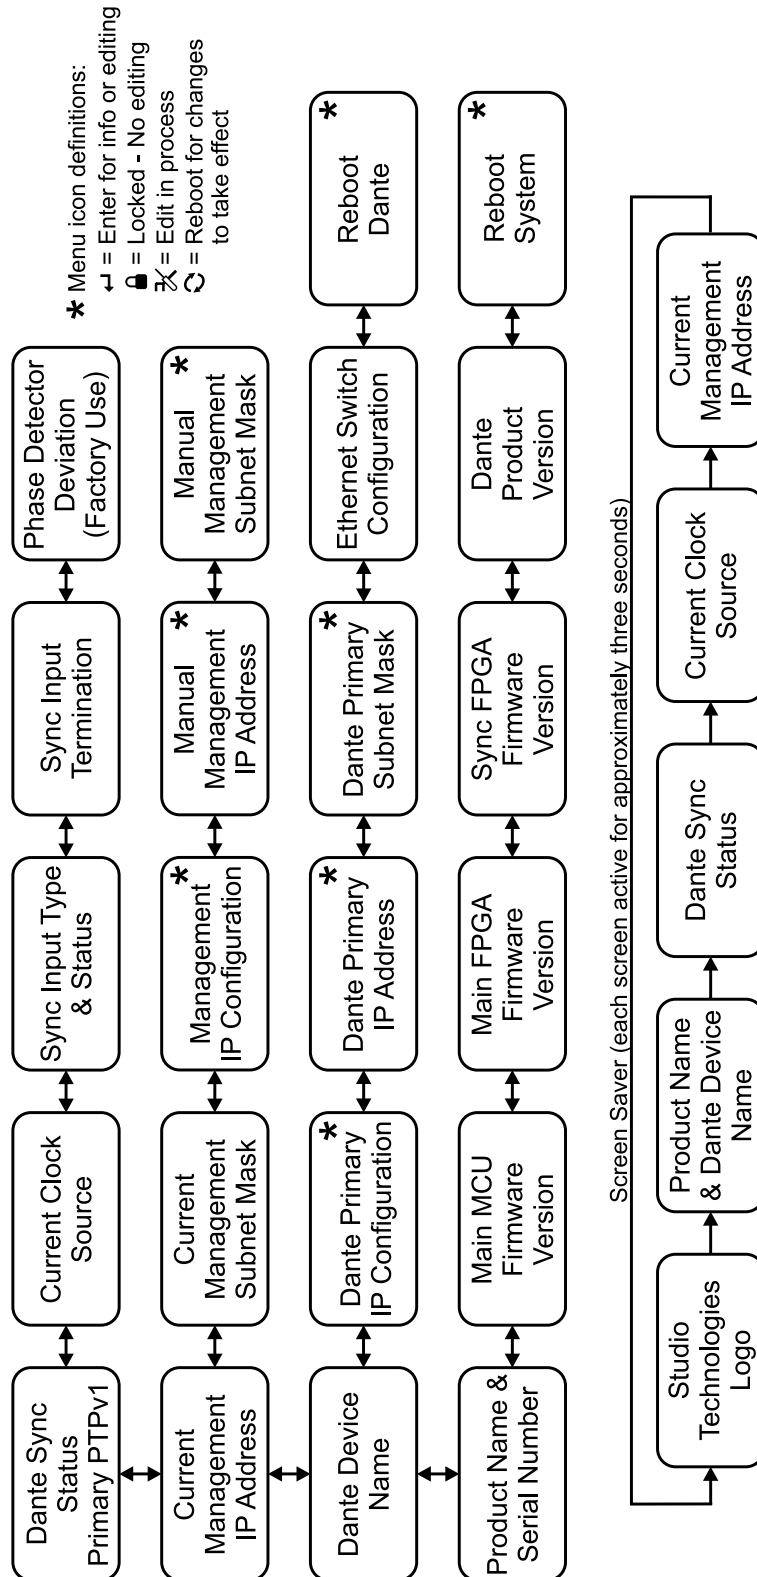 Dante Sync
Status
Primary PTPv1
Current Clock
Source
Sync Input Type
& Status
Sync Input
Termination
Phase Detector
Deviation
(Factory Use)
* Menu icon definitions:
↵ = Enter for info or editing
= Locked - No editing
= Edit in process
= Reboot for changes
to take effect
Current
Management
IP Address
Current
Management
Subnet Mask
*
Management
IP Configuration
*
Manual
Management
IP Address
*
Manual
Management
Subnet Mask
Dante Device
Name
*
Dante Primary
IP Configuration
*
Dante Primary
IP Address
*
Dante Primary
Subnet Mask
Ethernet Switch
Configuration
*
Reboot
Dante
Product Name &
Serial Number
Main MCU
Firmware
Version
Main FPGA
Firmware
Version
Sync FPGA
Firmware
Version
Dante
Product
Version
*
Reboot
System
Screen Saver (each screen active for approximately three seconds)
Studio
Technologies
Logo
Product Name
& Dante Device
Name
Dante Sync
Status
Current Clock
Source
Current
Management
IP Address